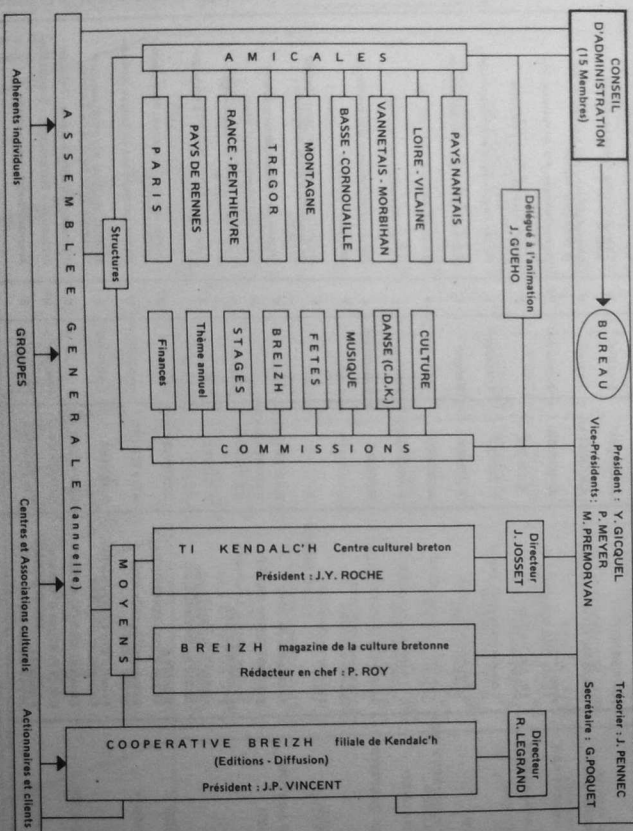 CONSEIL
D'ADMINISTRATION
(15 Membres)
BUREAU
Président : Y. GICQUEL
Vice-Présidents : P. MEYER
M. PREMORVAN
Trésorier : J. PENNEC
Secrétaire : G.POQUET
Délégué à l'animation
J. GUEHO
Directeur
J. JOSSET
Directeur
R. LEGRAND
AMICALES
PAYS NANTAIS
LOIRE - VILAINE
VANNETAIS - MORBIHAN
BASSE - CORNOUAILLE
MONTAGNE
TREGOR
RANCE - PENTHIEVRE
PAYS DE RENNES
PARIS
COMMISSIONS
CULTURE
DANSE (C.D.K.)
MUSIQUE
FETES
BREIZH
STAGES
Thème annuel
Finances
Structures
TI KENDALC'H Centre culturel breton
Président : J.Y. ROCHE
BREIZH magazine de la culture bretonne
Rédacteur en chef : P. ROY
COOPERATIVE BREIZH filiale de Kendalc'h
(Editions - Diffusion)
Président : J.P. VINCENT
MOYENS
ASSEMBLEE GENERALE (annuelle)
Adhérents individuels
GROUPES
Centres et Associations culturels
Actionnaires et clients